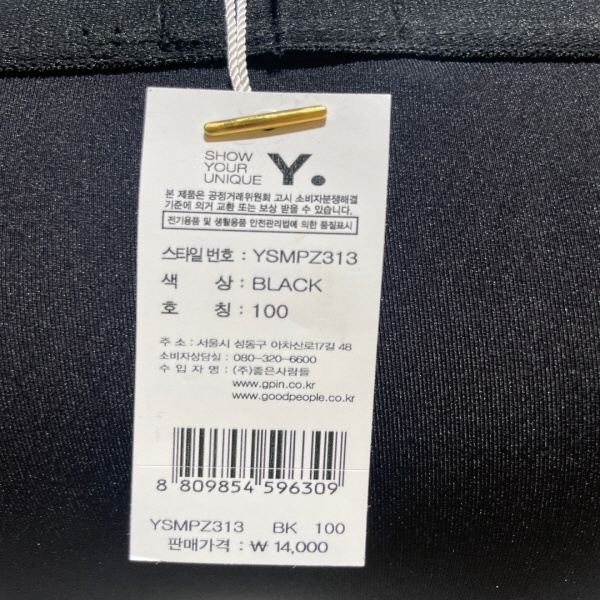 SHOW
YOUR
UNIQUE Y.
본 제품은 공정거래위원회 고시 소비자분쟁해결
기준에 의거 교환 또는 보상 받을 수 있습니다.
전기용품 및 생활용품 안전관리법에 의한 품질표시
스타일 번호 : YSMPZ313
색 상 : BLACK
호 칭 : 100
주 소 : 서울시 성동구 아차산로17길 48
소비자상담실 : 080-320-6600
수 입 자 명 : (주)좋은사람들
www.gpin.co.kr
www.goodpeople.co.kr
8 809854 596309
YSMPZ313 BK 100
판매가격 : ₩ 14,000